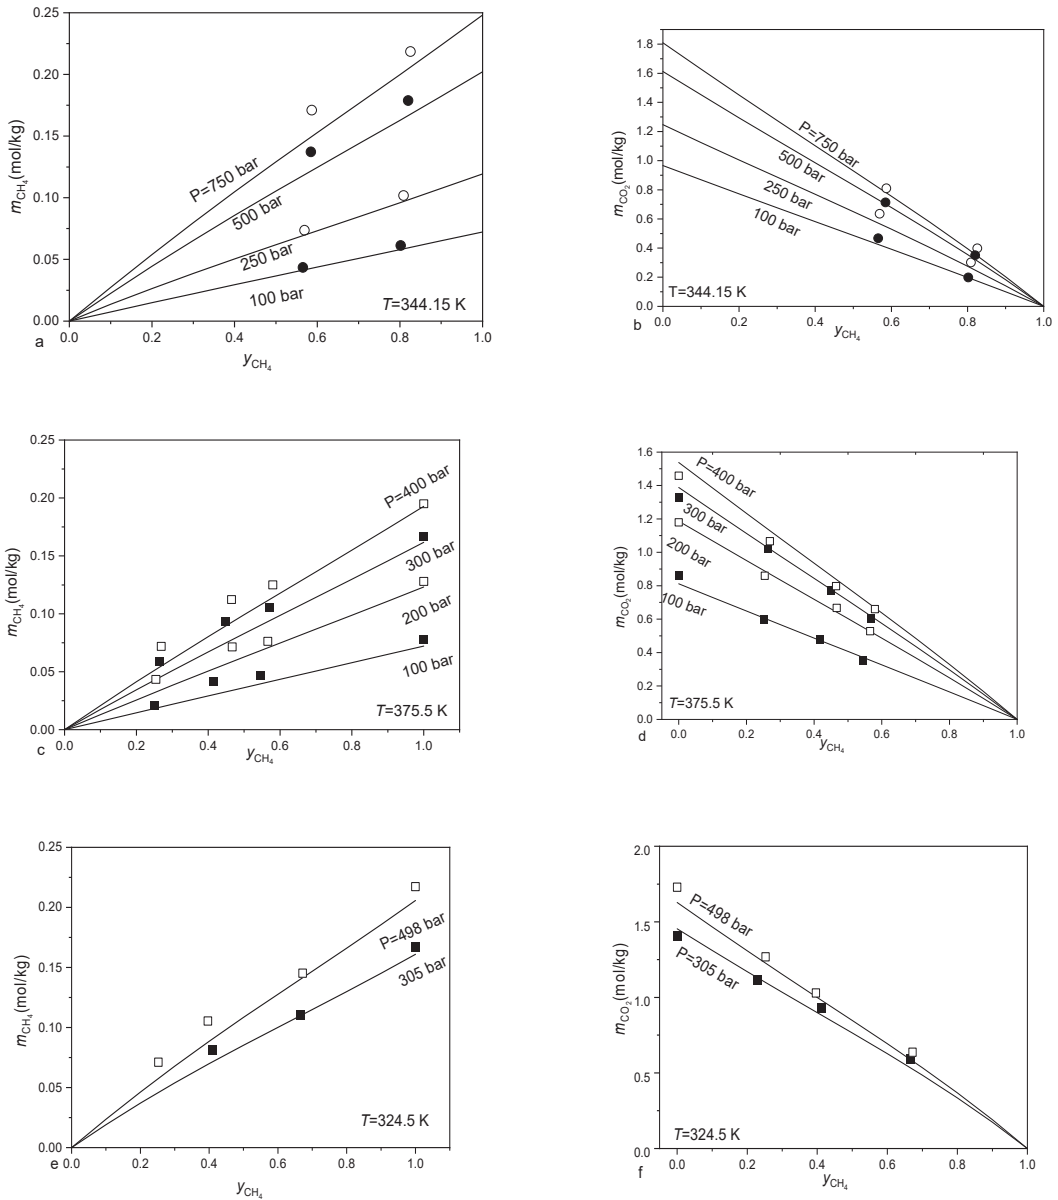 0.25
0.20
0.15
0.10
0.05
0.00
m_CH4(mol/kg)
P=750 bar
500 bar
250 bar
100 bar
T=344.15 K
0.0 0.2 0.4 0.6 0.8 1.0
a
y_CH4
1.8
1.6
1.4
1.2
1.0
0.8
0.6
0.4
0.2
0.0
m_CO2(mol/kg)
P=750 bar
500 bar
250 bar
100 bar
T=344.15 K
0.0 0.2 0.4 0.6 0.8 1.0
b
y_CH4
0.25
0.20
0.15
0.10
0.05
0.00
m_CH4(mol/kg)
P=400 bar
300 bar
200 bar
100 bar
T=375.5 K
0.0 0.2 0.4 0.6 0.8 1.0
c
y_CH4
1.6
1.4
1.2
1.0
0.8
0.6
0.4
0.2
0.0
m_CO2(mol/kg)
P=400 bar
300 bar
200 bar
100 bar
T=375.5 K
0.0 0.2 0.4 0.6 0.8 1.0
d
y_CH4
0.25
0.20
0.15
0.10
0.05
0.00
m_CH4(mol/kg)
P=498 bar
305 bar
T=324.5 K
0.0 0.2 0.4 0.6 0.8 1.0
e
y_CH4
2.0
1.5
1.0
0.5
0.0
m_CO2(mol/kg)
P=498 bar
P=305 bar
T=324.5 K
0.0 0.2 0.4 0.6 0.8 1.0
f
y_CH4